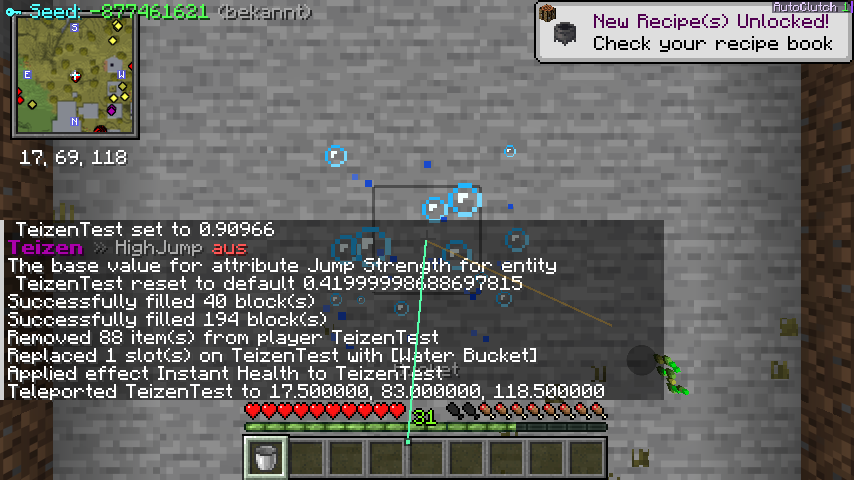 Seed: -877461621 (bekannt)
AutoClutch 1
New Recipe(s) Unlocked!
Check your recipe book
S
E
W
N
17, 69, 118
TeizenTest set to 0.90966
Teizen » HighJump aus
The base value for attribute Jump Strength for entity
TeizenTest reset to default 0.41999998688697815
Successfully filled 40 block(s)
Successfully filled 194 block(s)
Removed 88 item(s) from player TeizenTest
Replaced 1 slot(s) on TeizenTest with [Water Bucket]
Applied effect Instant Health to TeizenTest
Teleported TeizenTest to 17.500000, 83.000000, 118.500000
31